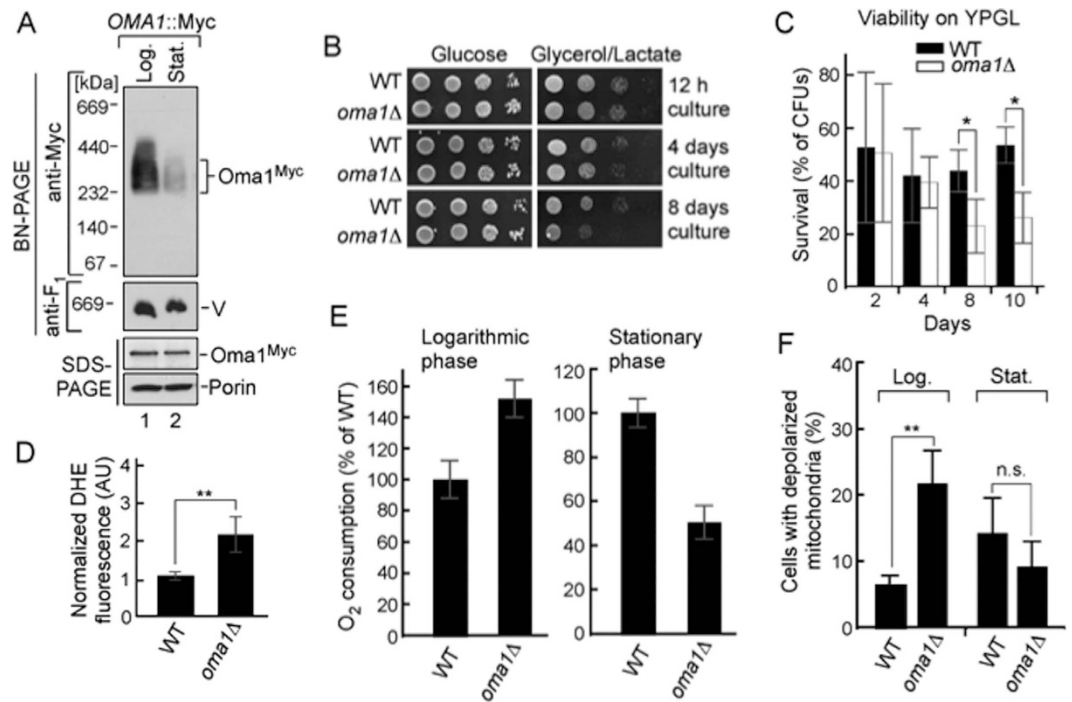 A
OMA1::Myc
Log.
Stat.
[kDa]
669
440
232
140
67
BN-PAGE
anti-Myc
Oma1Myc
anti-F1
669
V
SDS-
PAGE
Oma1Myc
Porin
1 2
B
Glucose Glycerol/Lactate
WT
oma1Δ
12 h
culture
WT
oma1Δ
4 days
culture
WT
oma1Δ
8 days
culture
C
Viability on YPGL
WT
oma1Δ
Survival (% of CFUs)
80
60
40
20
0
*
*
2 4 8 10
Days
D
Normalized DHE
fluorescence (AU)
4
3
2
1
0
**
WT
oma1Δ
E
Logarithmic
phase
Stationary
phase
O2 consumption (% of WT)
160
140
120
100
80
60
40
20
0
WT
oma1Δ
120
100
80
60
40
20
0
WT
oma1Δ
F
Log. Stat.
Cells with depolarized
mitochondria (%)
40
30
20
10
0
**
n.s.
WT
oma1Δ
WT
oma1Δ